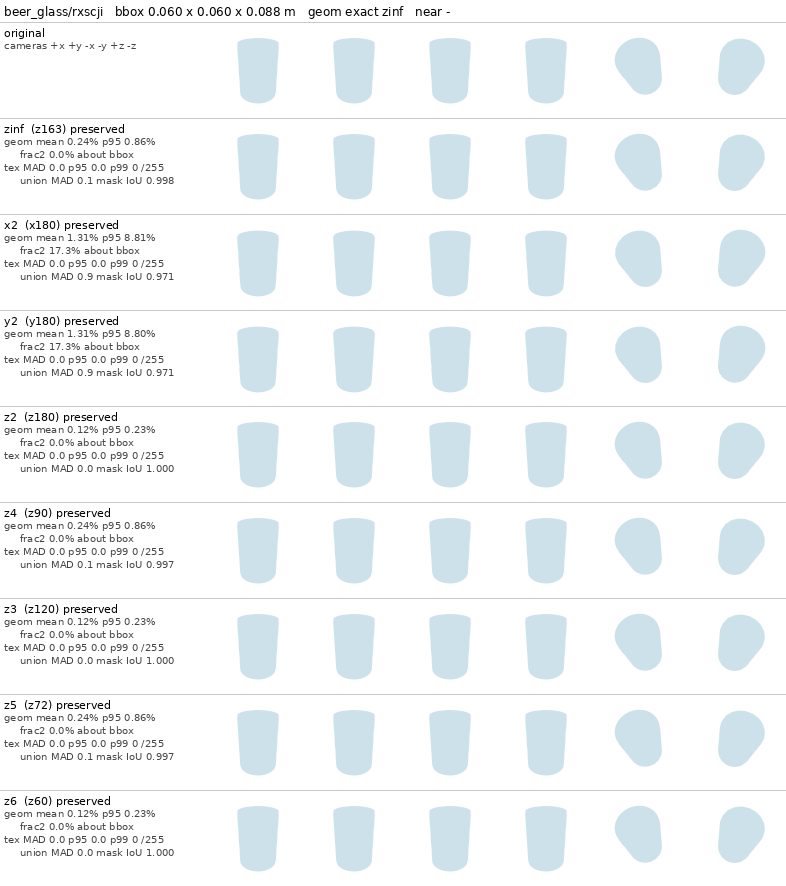 beer_glass/rxscji bbox 0.060 x 0.060 x 0.088 m geom exact zinf near -
original
cameras +x +y -x -y +z -z
zinf (z163) preserved
geom mean 0.24% p95 0.86%
frac2 0.0% about bbox
tex MAD 0.0 p95 0.0 p99 0 /255
union MAD 0.1 mask IoU 0.998
x2 (x180) preserved
geom mean 1.31% p95 8.81%
frac2 17.3% about bbox
tex MAD 0.0 p95 0.0 p99 0 /255
union MAD 0.9 mask IoU 0.971
y2 (y180) preserved
geom mean 1.31% p95 8.80%
frac2 17.3% about bbox
tex MAD 0.0 p95 0.0 p99 0 /255
union MAD 0.9 mask IoU 0.971
z2 (z180) preserved
geom mean 0.12% p95 0.23%
frac2 0.0% about bbox
tex MAD 0.0 p95 0.0 p99 0 /255
union MAD 0.0 mask IoU 1.000
z4 (z90) preserved
geom mean 0.24% p95 0.86%
frac2 0.0% about bbox
tex MAD 0.0 p95 0.0 p99 0 /255
union MAD 0.1 mask IoU 0.997
z3 (z120) preserved
geom mean 0.12% p95 0.23%
frac2 0.0% about bbox
tex MAD 0.0 p95 0.0 p99 0 /255
union MAD 0.0 mask IoU 1.000
z5 (z72) preserved
geom mean 0.24% p95 0.86%
frac2 0.0% about bbox
tex MAD 0.0 p95 0.0 p99 0 /255
union MAD 0.1 mask IoU 0.997
z6 (z60) preserved
geom mean 0.12% p95 0.23%
frac2 0.0% about bbox
tex MAD 0.0 p95 0.0 p99 0 /255
union MAD 0.0 mask IoU 1.000